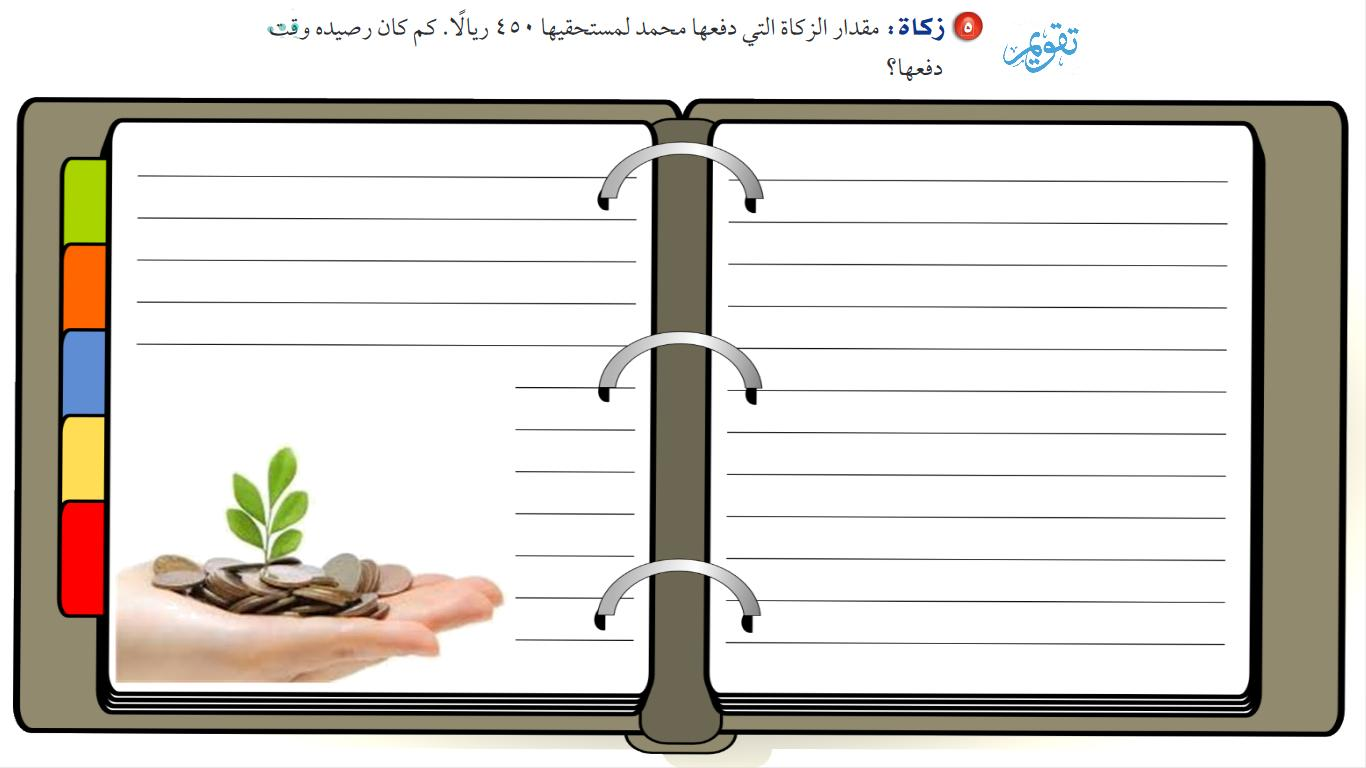 تقويم
٥ زكاة : مقدار الزكاة التي دفعها محمد لمستحقيها ٤٥٠ ريالًا. كم كان رصيده وقت
دفعها؟